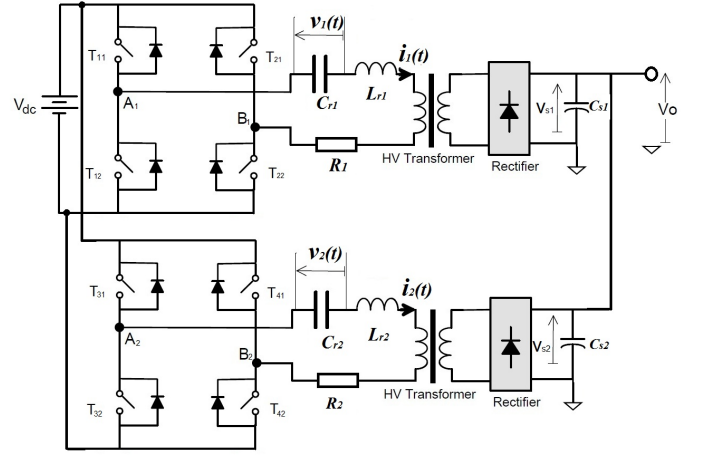 v1(t)
i1(t)
T11
T21
Cr1
Lr1
Vdc
A1
Vs1
Cs1
Vo
B1
T12
T22
R1
HV Transformer
Rectifier
v2(t)
i2(t)
T31
T41
Cr2
Lr2
A2
Vs2
Cs2
B2
T32
T42
R2
HV Transformer
Rectifier